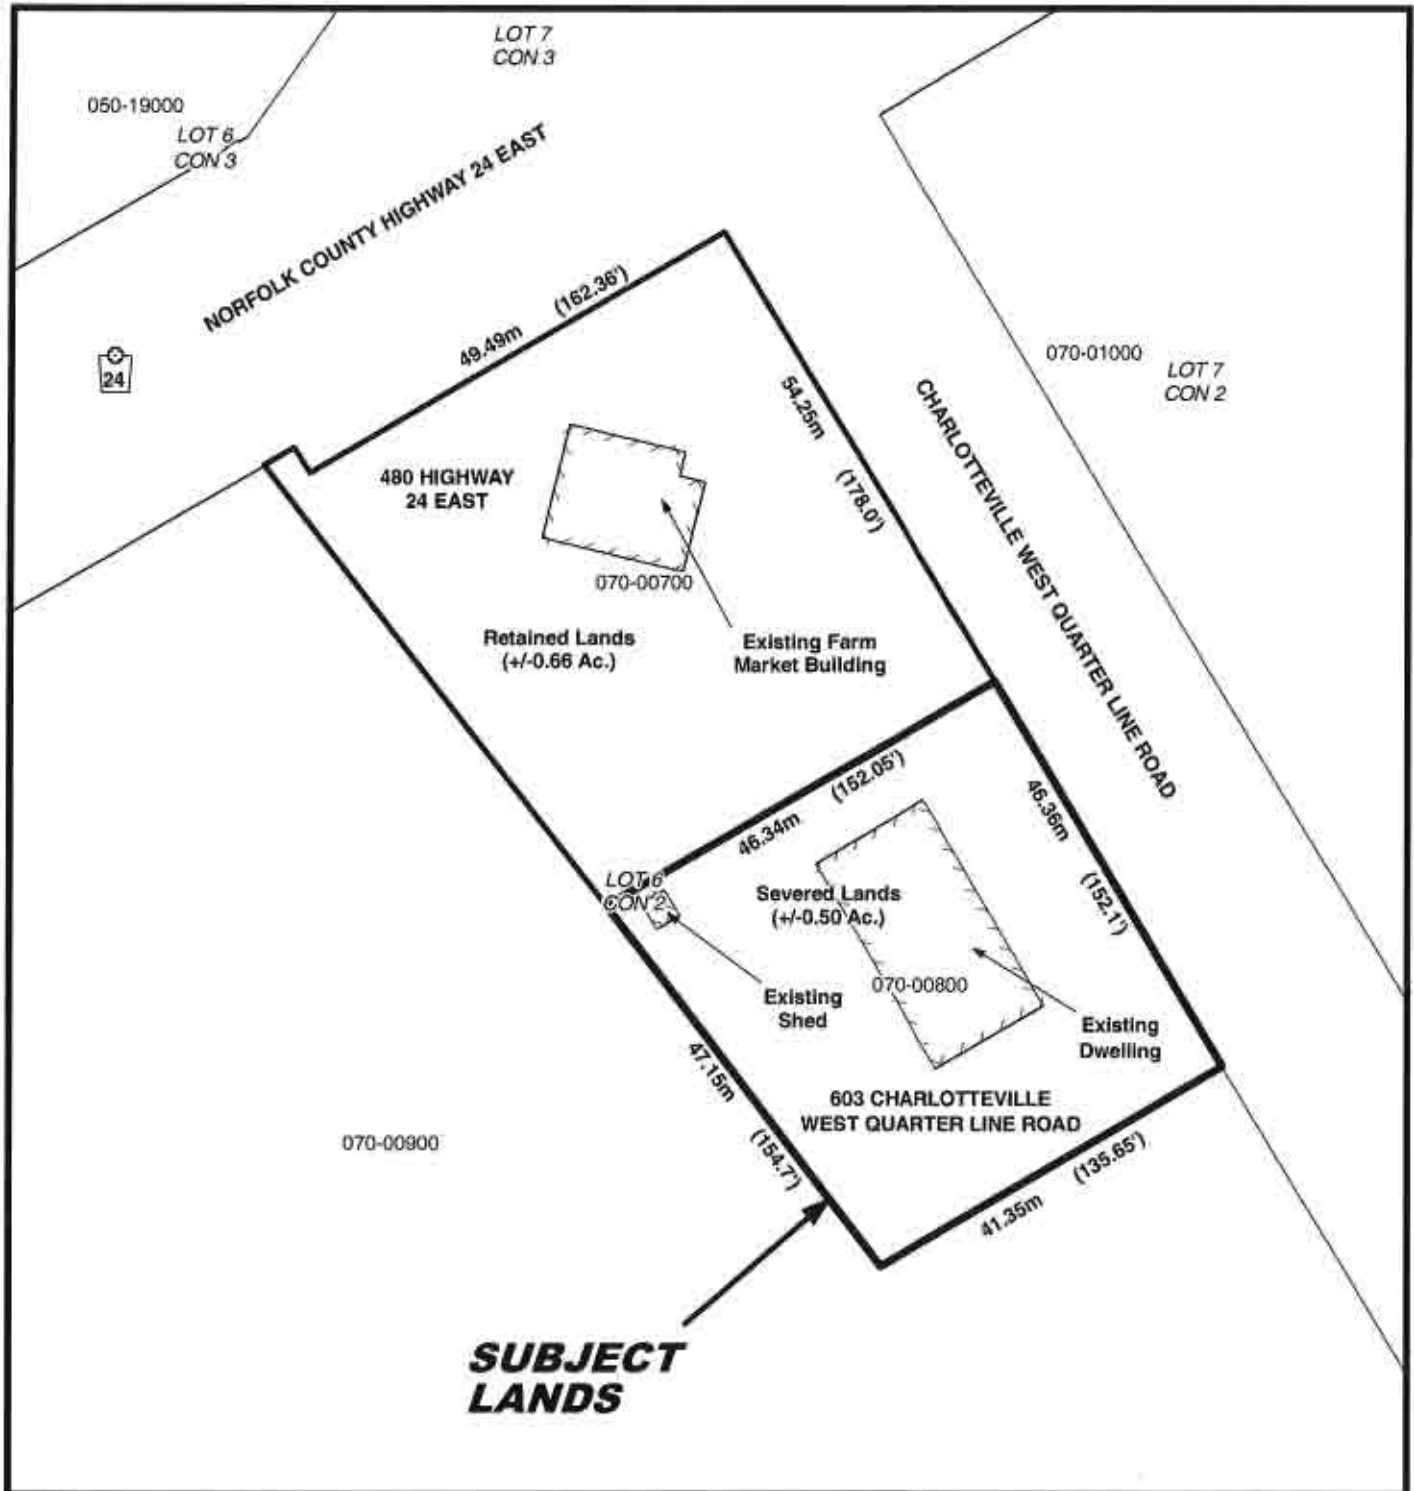 LOT 7
CON 3
050-19000
LOT 6
CON 3
NORFOLK COUNTY HIGHWAY 24 EAST
24
49.49m
(162.36')
54.25m
(178.0')
070-01000
LOT 7
CON 2
CHARLOTTEVILLE WEST QUARTER LINE ROAD
480 HIGHWAY
24 EAST
070-00700
Retained Lands
(+/-0.66 Ac.)
Existing Farm
Market Building
46.34m
(152.05')
46.36m
(152.1')
LOT 6
CON 2
Severed Lands
(+/-0.50 Ac.)
070-00800
Existing
Shed
Existing
Dwelling
47.15m
(154.7')
603 CHARLOTTEVILLE
WEST QUARTER LINE ROAD
070-00900
41.35m
(135.65')
SUBJECT
LANDS